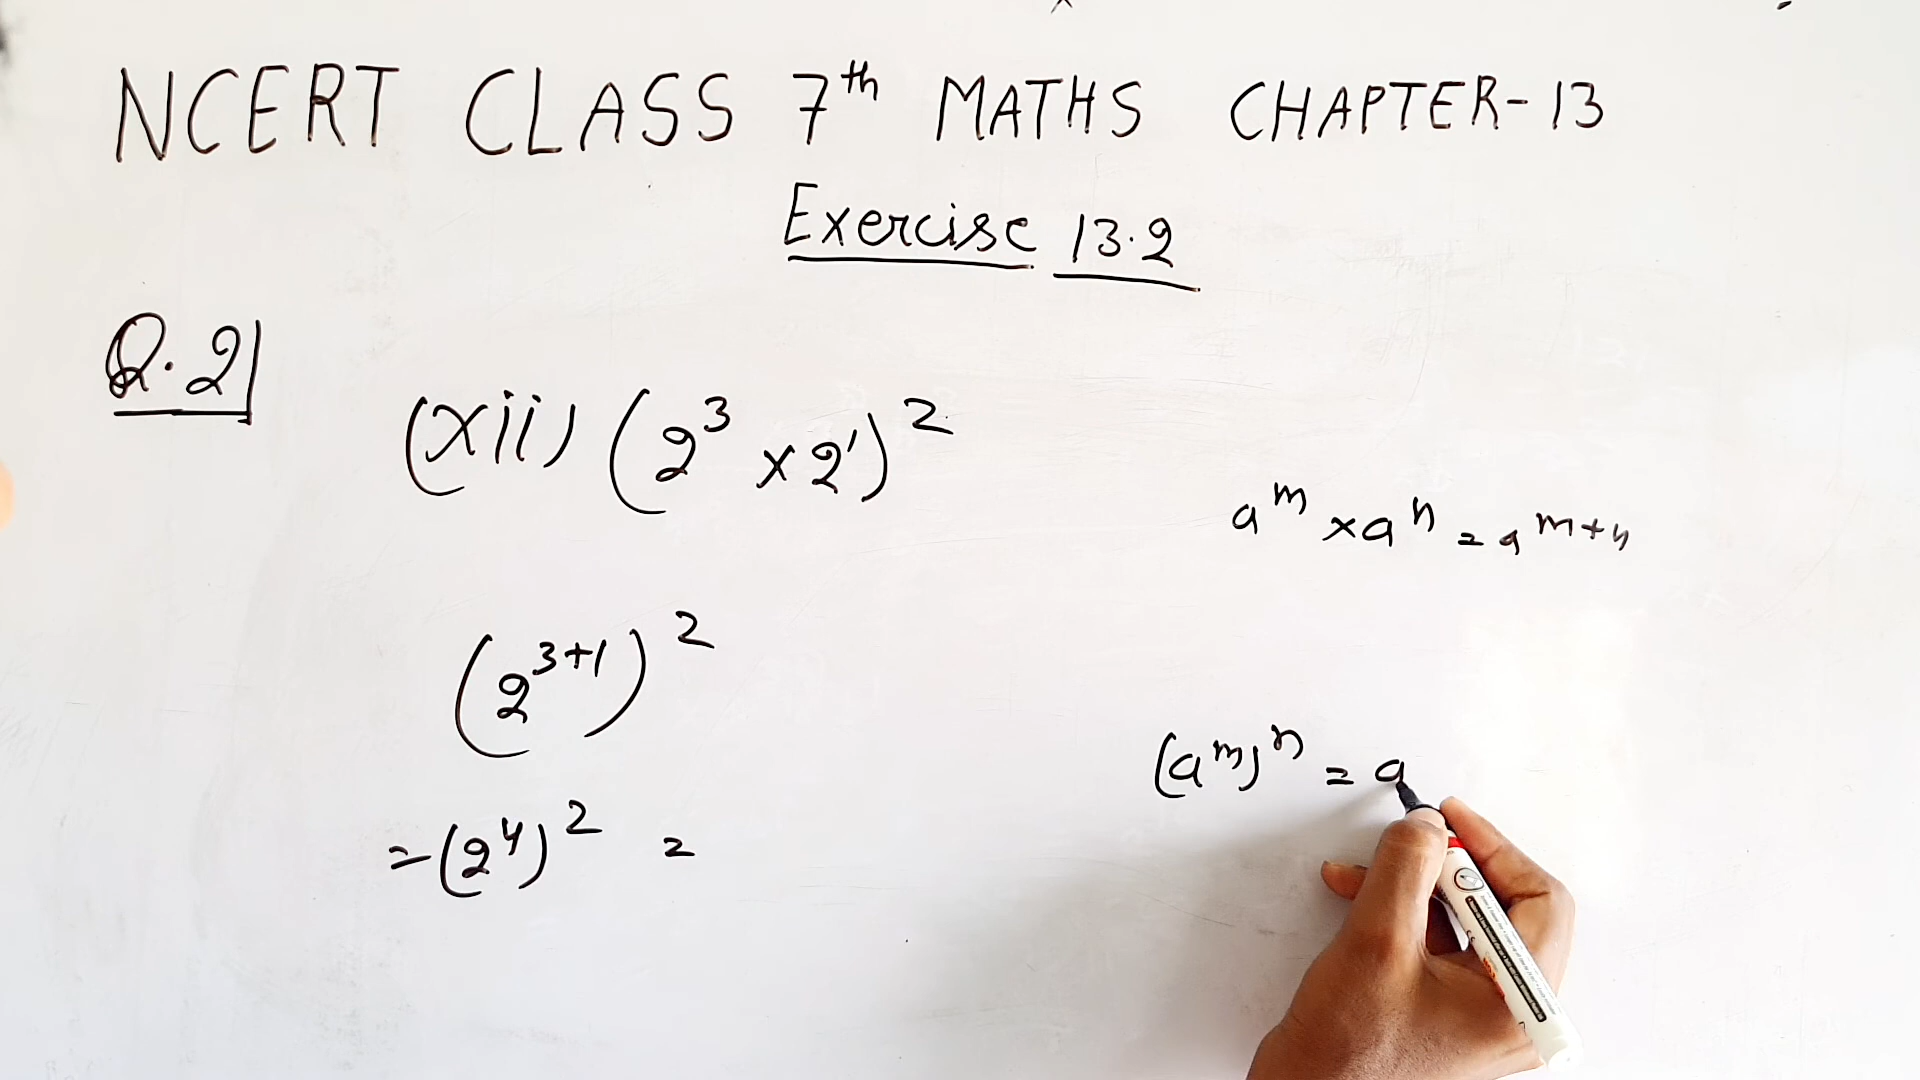 NCERT CLASS 7th MATHS CHAPTER-13
Exercise 13.2
Q.2
(xii) (2³ × 2¹)²
aᵐ × aⁿ = aᵐ⁺ⁿ
(2³⁺¹)²
(aᵐ)ⁿ = a
= (2⁴)² =